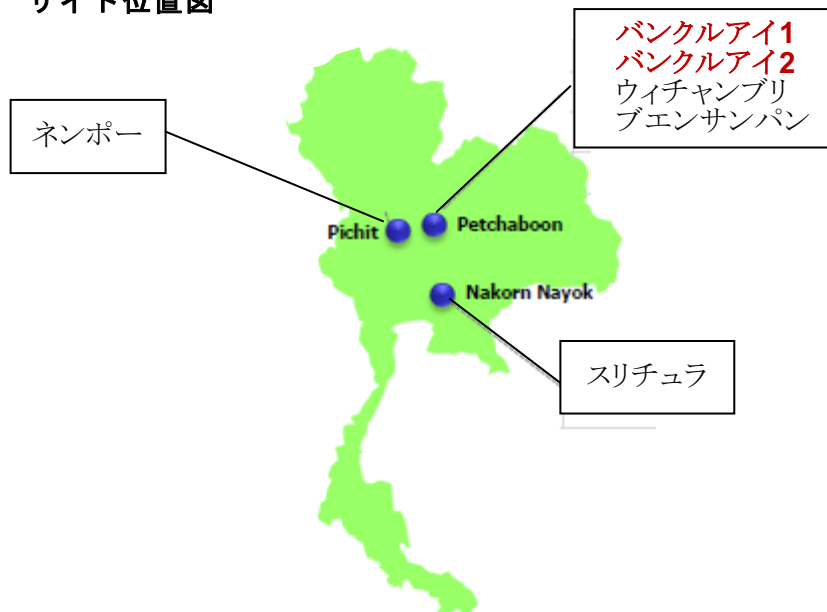 サイト位置図
バンクルアイ1
バンクルアイ2
ウィチャンブリ
ブエンサンパン
ネンポー
Pichit
Petchaboon
Nakorn Nayok
スリチュラ